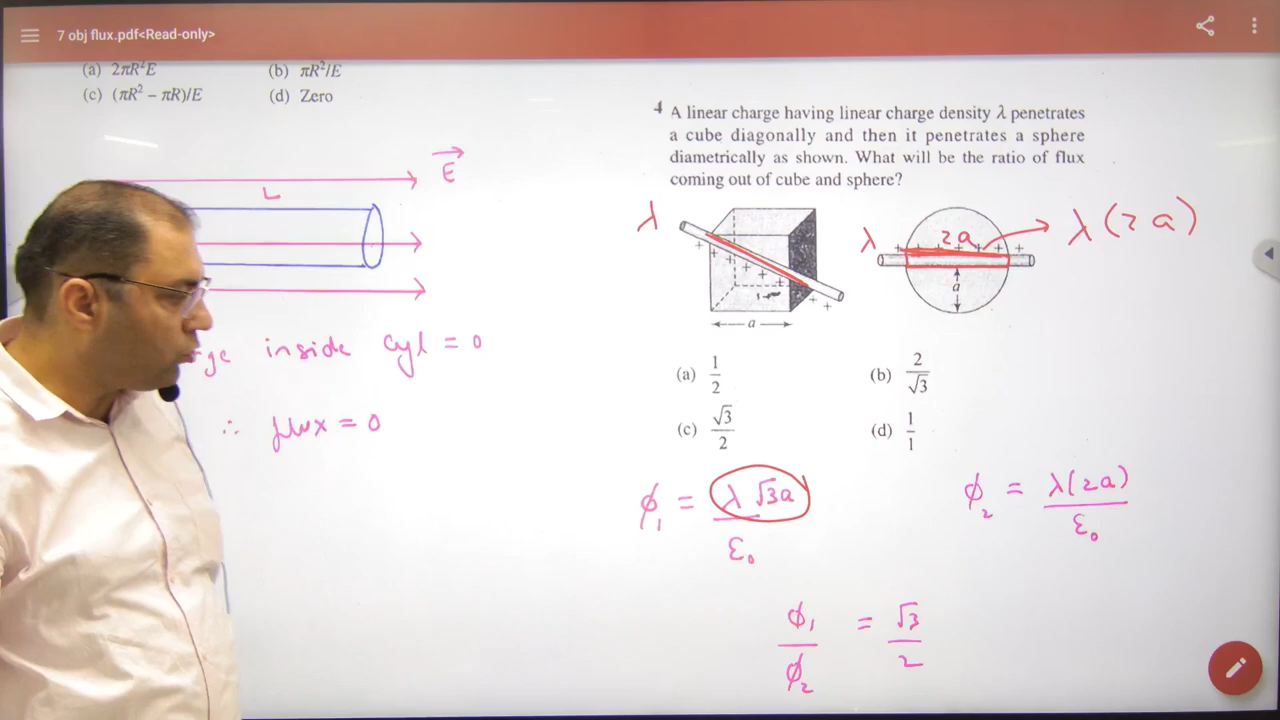 7 obj flux.pdf<Read-only>
(a) 2πR²E (b) πR²/E
(c) (πR² − πR)/E (d) Zero
E
L
inside cyl = 0
∴ flux = 0
4 A linear charge having linear charge density λ penetrates
a cube diagonally and then it penetrates a sphere
diametrically as shown. What will be the ratio of flux
coming out of cube and sphere?
λ
a
λ 2a λ(2a)
a
(a) 1/2 (b) 2/√3
(c) √3/2 (d) 1/1
ϕ₁ = λ√3a/ε₀
ϕ₂ = λ(2a)/ε₀
ϕ₁/ϕ₂ = √3/2